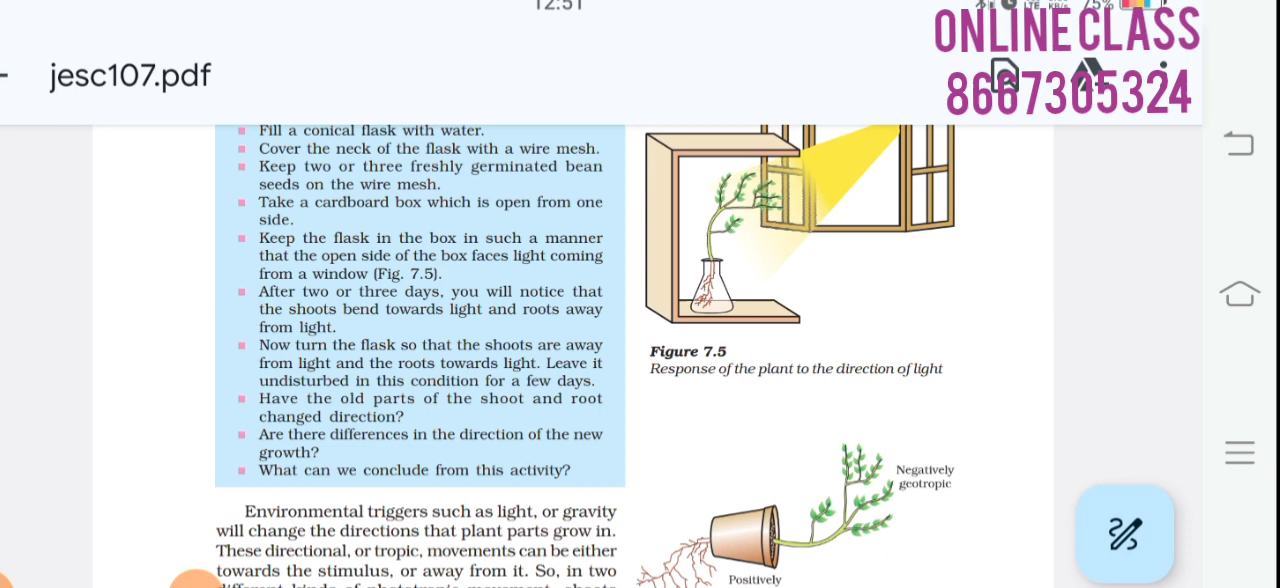 12:51
LTE KB/s 75%
ONLINE CLASS
8667305324
jesc107.pdf
Fill a conical flask with water.
Cover the neck of the flask with a wire mesh.
Keep two or three freshly germinated bean
seeds on the wire mesh.
Take a cardboard box which is open from one
side.
Keep the flask in the box in such a manner
that the open side of the box faces light coming
from a window (Fig. 7.5).
After two or three days, you will notice that
the shoots bend towards light and roots away
from light.
Now turn the flask so that the shoots are away
from light and the roots towards light. Leave it
undisturbed in this condition for a few days.
Have the old parts of the shoot and root
changed direction?
Are there differences in the direction of the new
growth?
What can we conclude from this activity?
Environmental triggers such as light, or gravity
will change the directions that plant parts grow in.
These directional, or tropic, movements can be either
towards the stimulus, or away from it. So, in two
Figure 7.5
Response of the plant to the direction of light
Negatively
geotropic
Positively